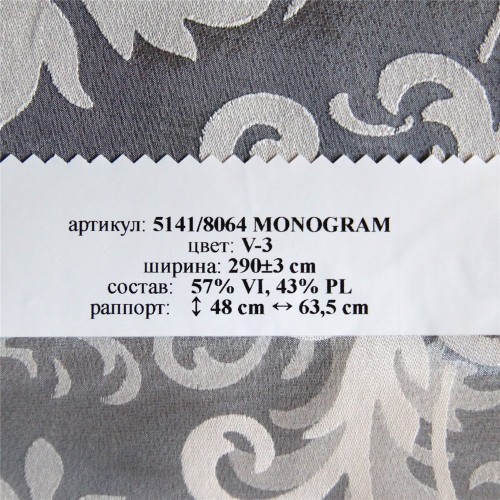 артикул: 5141/8064 MONOGRAM
цвет: V-3
ширина: 290±3 cm
состав: 57% VI, 43% PL
раппорт: ↕ 48 cm ↔ 63,5 cm